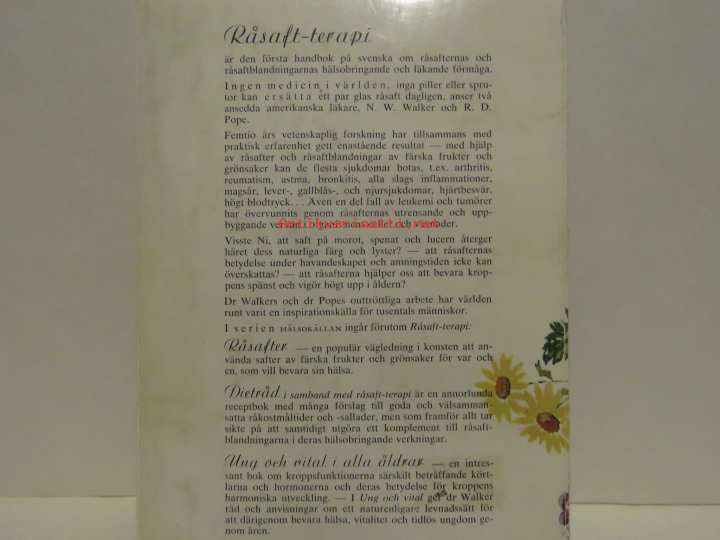 Råsaft-terapi
är den första handbok på svenska om råsafternas och
råsaftblandningarnas hälsobringande och läkande förmåga.
Ingen medicin i världen, inga piller eller spru-
tor kan ersätta ett par glas råsaft dagligen, anser två
ansedda amerikanska läkare, N. W. Walker och R. D.
Pope.
Femtio års vetenskaplig forskning har tillsammans med
praktisk erfarenhet gett enastående resultat — med hjälp
av råsafter och råsaftblandningar av färska frukter och
grönsaker kan de flesta sjukdomar botas, t.ex. arthritis,
reumatism, astma, bronkitis, alla slags inflammationer,
magsår, lever-, gallblås-, och njursjukdomar, hjärtbesvär,
högt blodtryck... Även en del fall av leukemi och tumörer
har övervunnits genom råsafternas utrensande och upp-
byggande verkan i blygens och vävnader.
Visste Ni, att saft på morot, spenat och lucern återger
håret dess naturliga färg och lyster? — att råsafternas
betydelse under havandeskapet och amningstiden icke kan
överskattas? — att råsafterna hjälper oss att bevara krop-
pens spänst och vigör högt upp i åldern?
Dr Walkers och dr Popes outtröttliga arbete har världen
runt varit en inspirationskälla för tusentals människor.
I serien HÄLSOKÄLLAN ingår förutom Råsaft-terapi:
Råsafter — en populär vägledning i konsten att an-
vända safter av färska frukter och grönsaker för var och
en, som vill bevara sin hälsa.
Dietråd i samband med råsaft-terapi är en annorlunda
receptbok med många förslag till goda och välsamman-
satta råkostmåltider och -sallader, men som framför allt tar
sikte på att samtidigt utgöra ett komplement till råsaft-
blandningarna i deras hälsobringande verkningar.
Ung och vital i alla åldrar — en intres-
sant bok om kroppsfunktionerna särskilt beträffande kört-
larna och hormonerna och deras betydelse för kroppens
harmoniska utveckling. — I Ung och vital ger dr Walker
råd och anvisningar om ett naturenligare levnadssätt för
att därigenom bevara hälsa, vitalitet och tidlös ungdom ge-
nom åren.